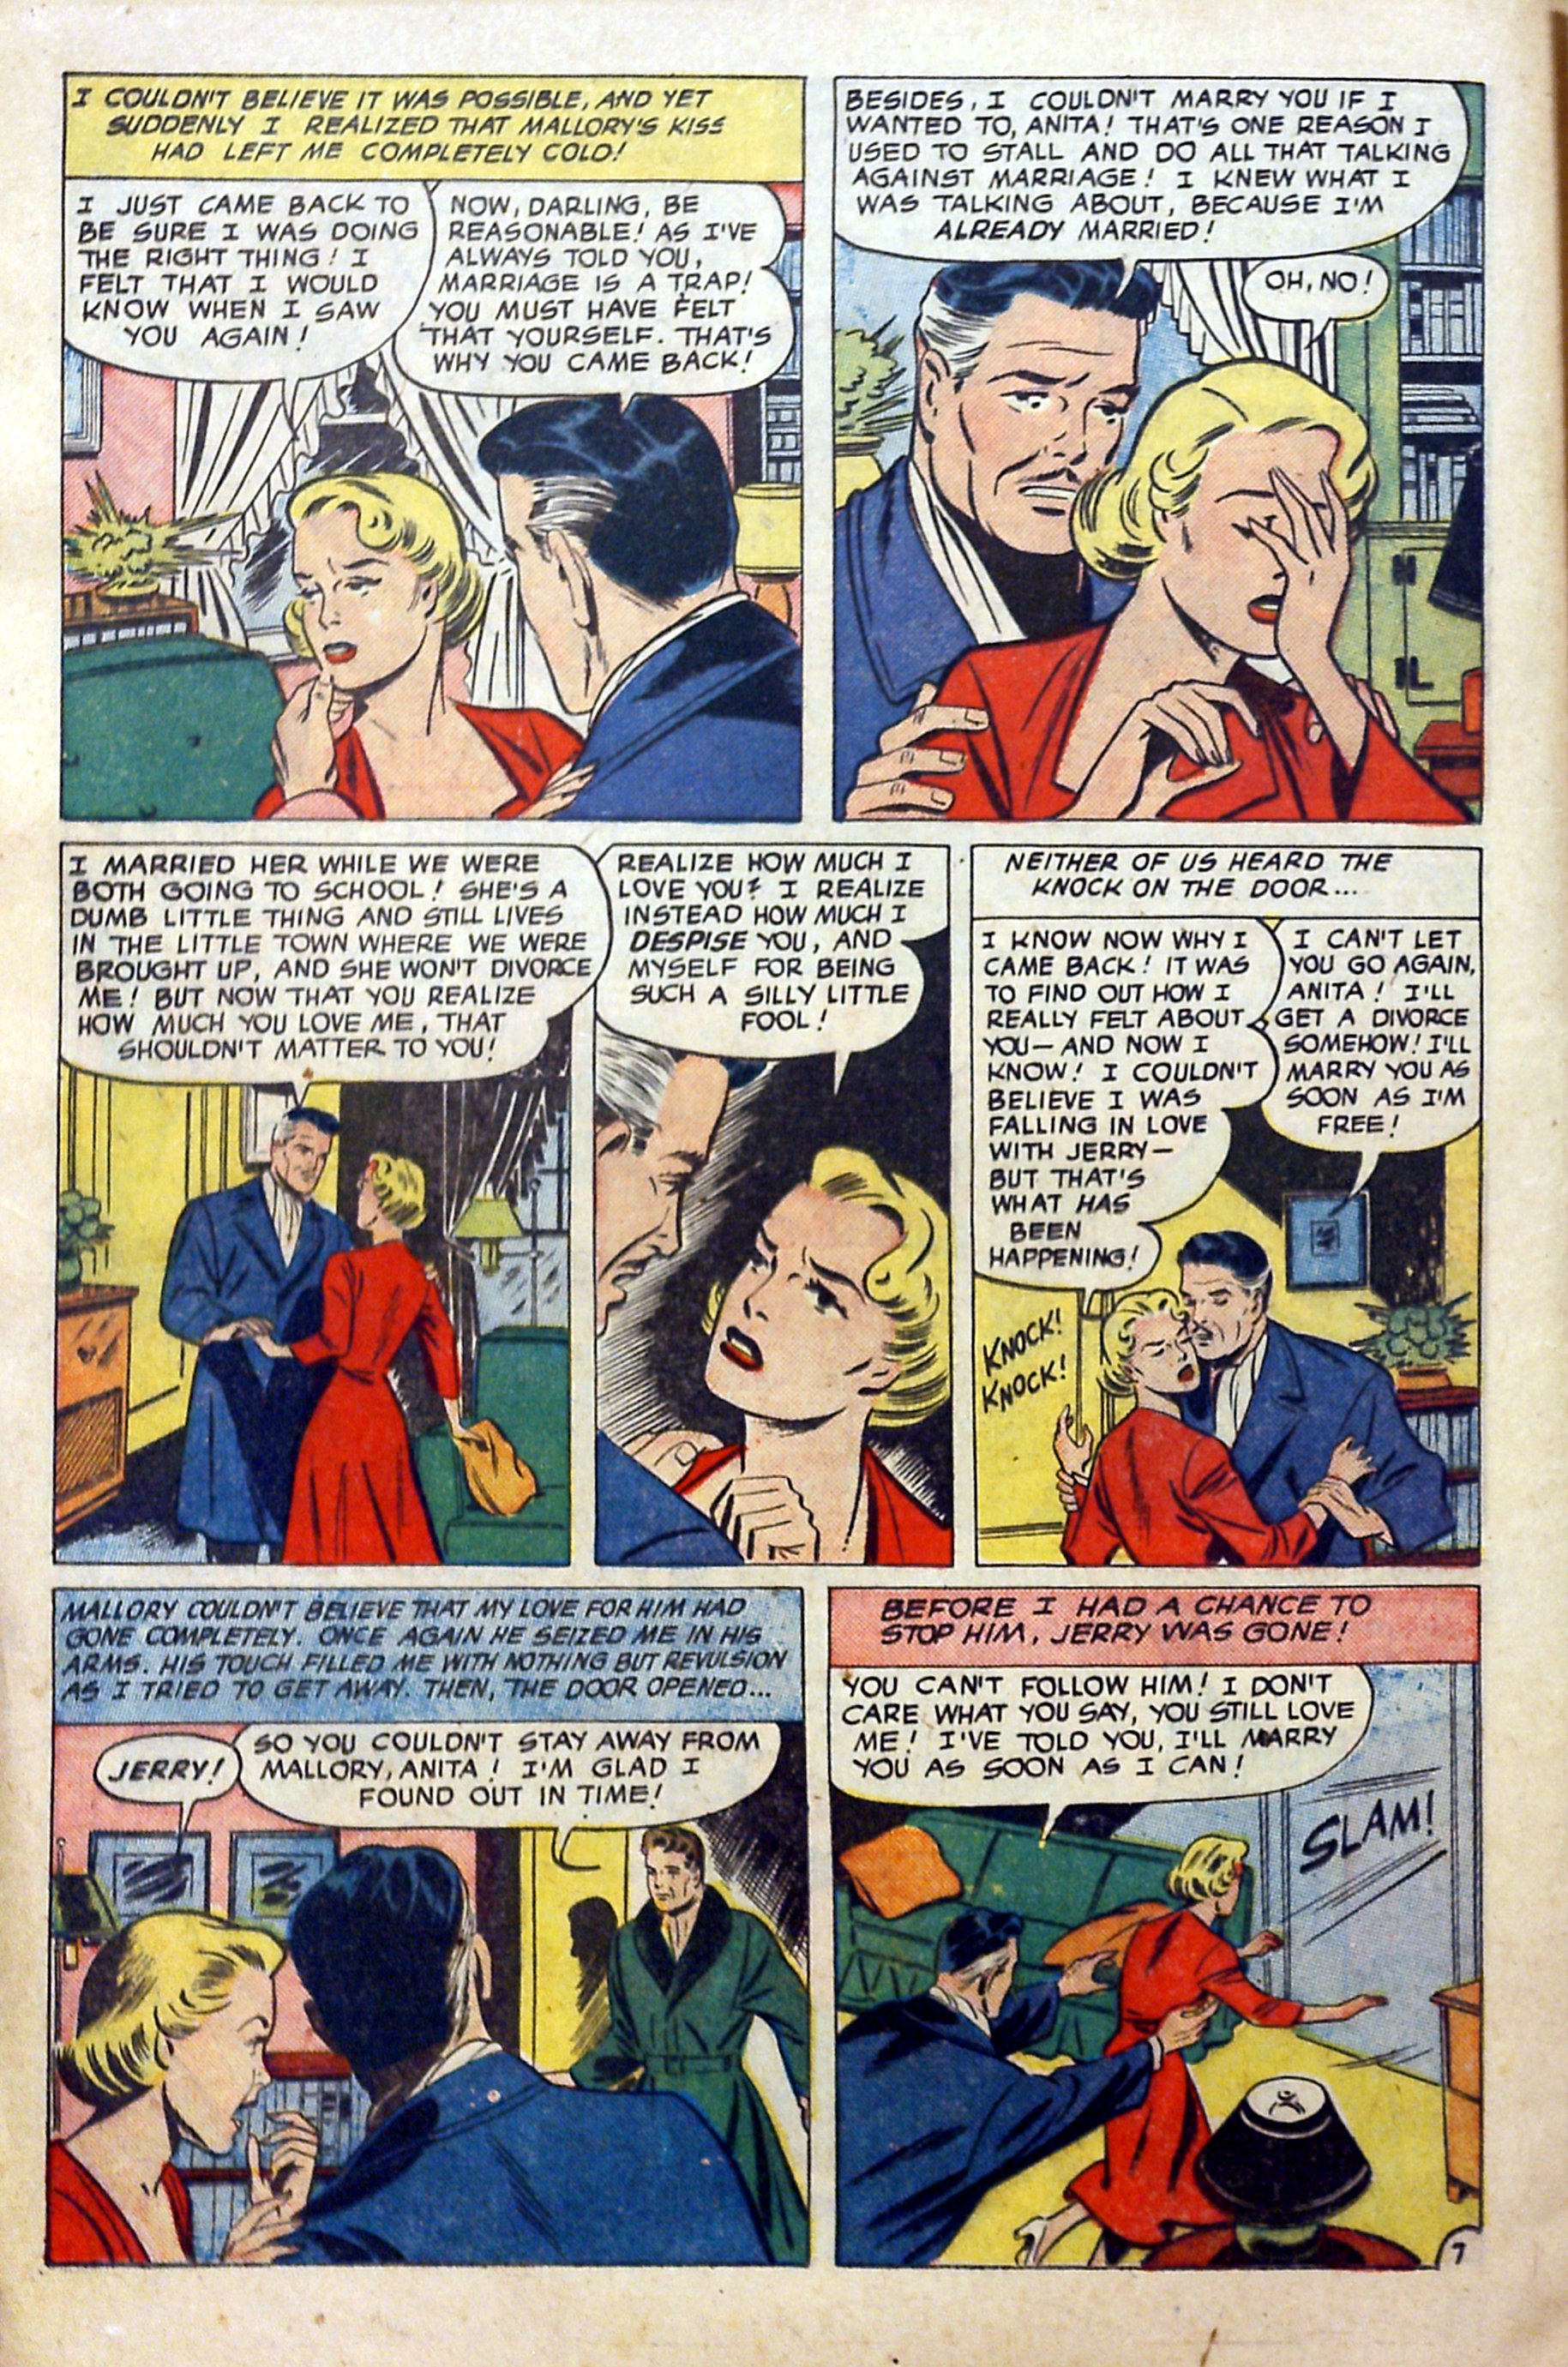 I COULDN'T BELIEVE IT WAS POSSIBLE, AND YET
SUDDENLY I REALIZED THAT MALLORY'S KISS
HAD LEFT ME COMPLETELY COLD!
I JUST CAME BACK TO
BE SURE I WAS DOING
THE RIGHT THING! I
FELT THAT I WOULD
KNOW WHEN I SAW
YOU AGAIN!
NOW, DARLING, BE
REASONABLE! AS I'VE
ALWAYS TOLD YOU,
MARRIAGE IS A TRAP!
YOU MUST HAVE FELT
THAT YOURSELF. THAT'S
WHY YOU CAME BACK!
BESIDES, I COULDN'T MARRY YOU IF I
WANTED TO, ANITA! THAT'S ONE REASON I
USED TO STALL AND DO ALL THAT TALKING
AGAINST MARRIAGE! I KNEW WHAT I
WAS TALKING ABOUT, BECAUSE I'M
ALREADY MARRIED!
OH, NO!
I MARRIED HER WHILE WE WERE
BOTH GOING TO SCHOOL! SHE'S A
DUMB LITTLE THING AND STILL LIVES
IN THE LITTLE TOWN WHERE WE WERE
BROUGHT UP, AND SHE WON'T DIVORCE
ME! BUT NOW THAT YOU REALIZE
HOW MUCH YOU LOVE ME, THAT
SHOULDN'T MATTER TO YOU!
REALIZE HOW MUCH I
LOVE YOU? I REALIZE
INSTEAD HOW MUCH I
DESPISE YOU, AND
MYSELF FOR BEING
SUCH A SILLY LITTLE
FOOL!
NEITHER OF US HEARD THE
KNOCK ON THE DOOR...
I KNOW NOW WHY I
CAME BACK! IT WAS
TO FIND OUT HOW I
REALLY FELT ABOUT
YOU—AND NOW I
KNOW! I COULDN'T
BELIEVE I WAS
FALLING IN LOVE
WITH JERRY—
BUT THAT'S
WHAT HAS
BEEN
HAPPENING!
I CAN'T LET
YOU GO AGAIN,
ANITA! I'LL
GET A DIVORCE
SOMEHOW! I'LL
MARRY YOU AS
SOON AS I'M
FREE!
KNOCK!
KNOCK!
MALLORY COULDN'T BELIEVE THAT MY LOVE FOR HIM HAD
GONE COMPLETELY. ONCE AGAIN HE SEIZED ME IN HIS
ARMS. HIS TOUCH FILLED ME WITH NOTHING BUT REVULSION
AS I TRIED TO GET AWAY. THEN, THE DOOR OPENED...
JERRY!
SO YOU COULDN'T STAY AWAY FROM
MALLORY, ANITA! I'M GLAD I
FOUND OUT IN TIME!
BEFORE I HAD A CHANCE TO
STOP HIM, JERRY WAS GONE!
YOU CAN'T FOLLOW HIM! I DON'T
CARE WHAT YOU SAY, YOU STILL LOVE
ME! I'VE TOLD YOU, I'LL MARRY
YOU AS SOON AS I CAN!
SLAM!
7